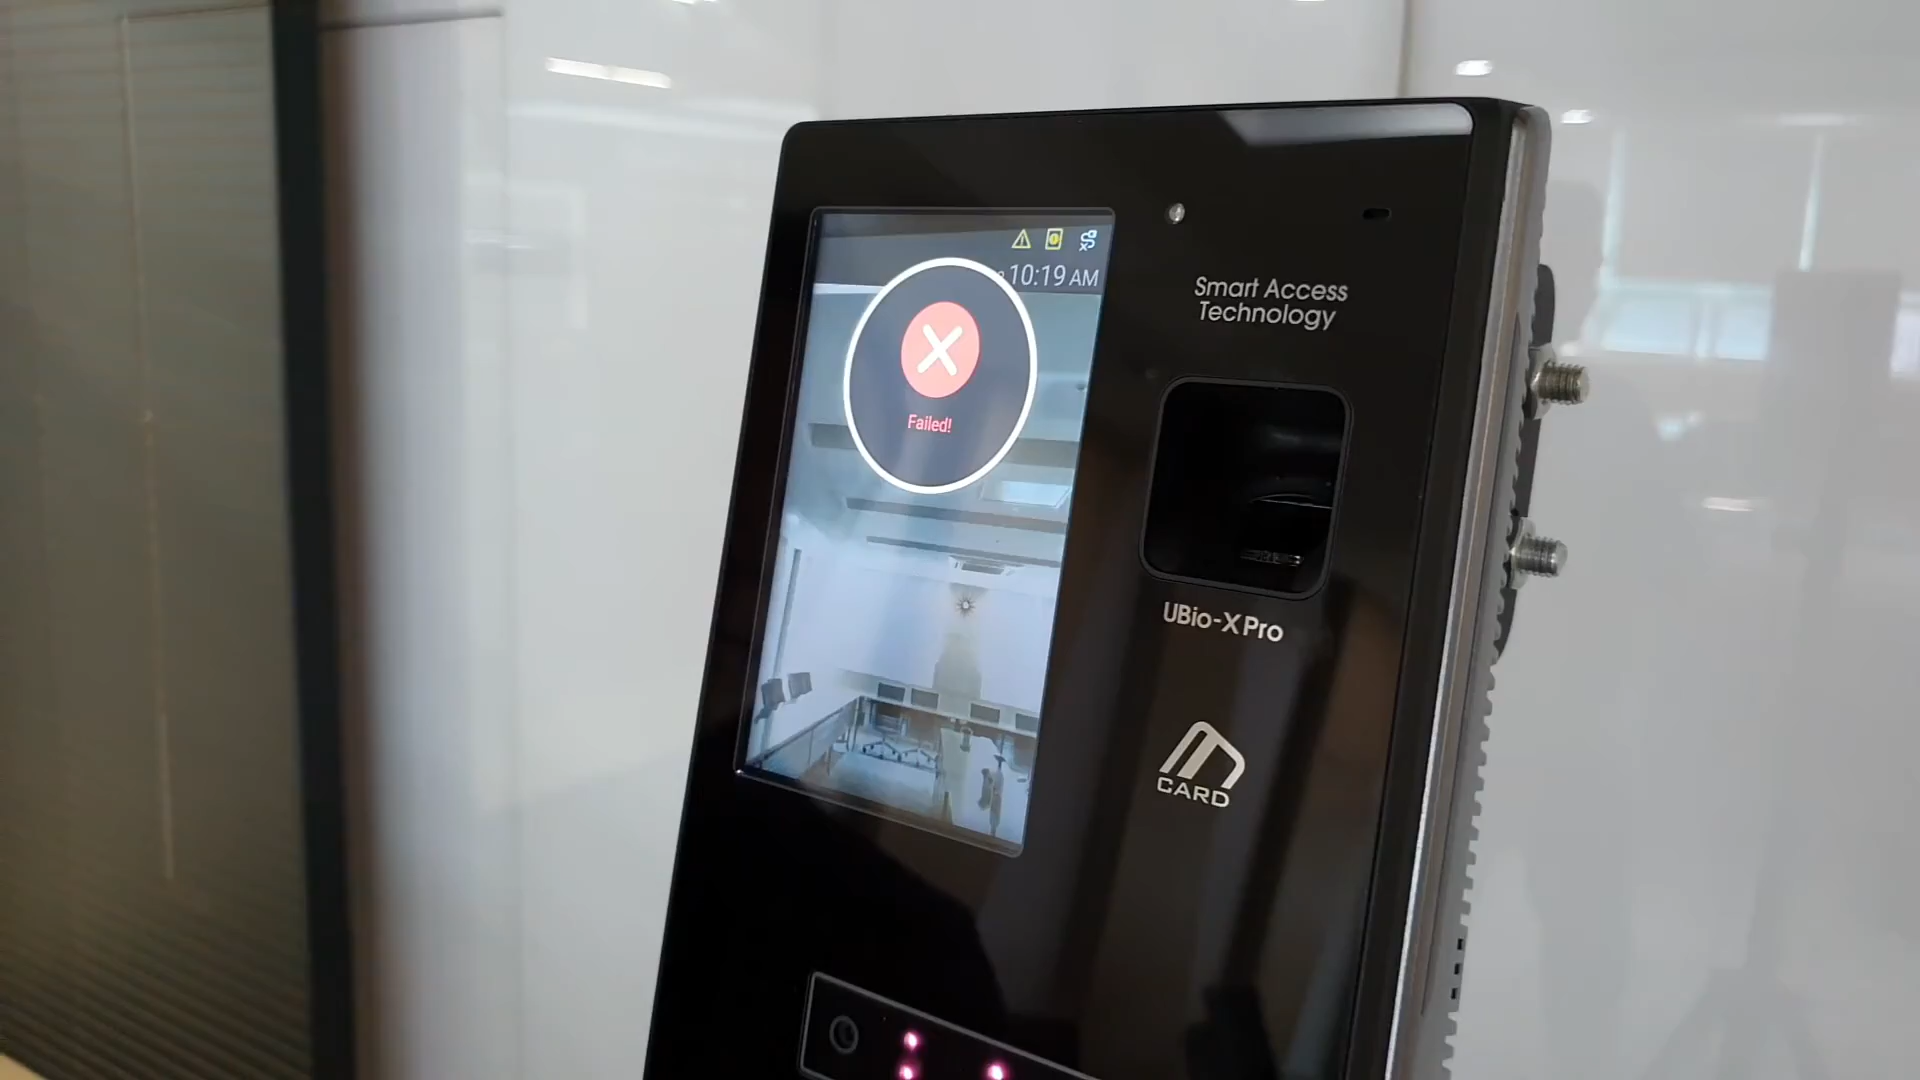 10:19 AM
Failed!
Smart Access
Technology
UBio-X Pro
CARD